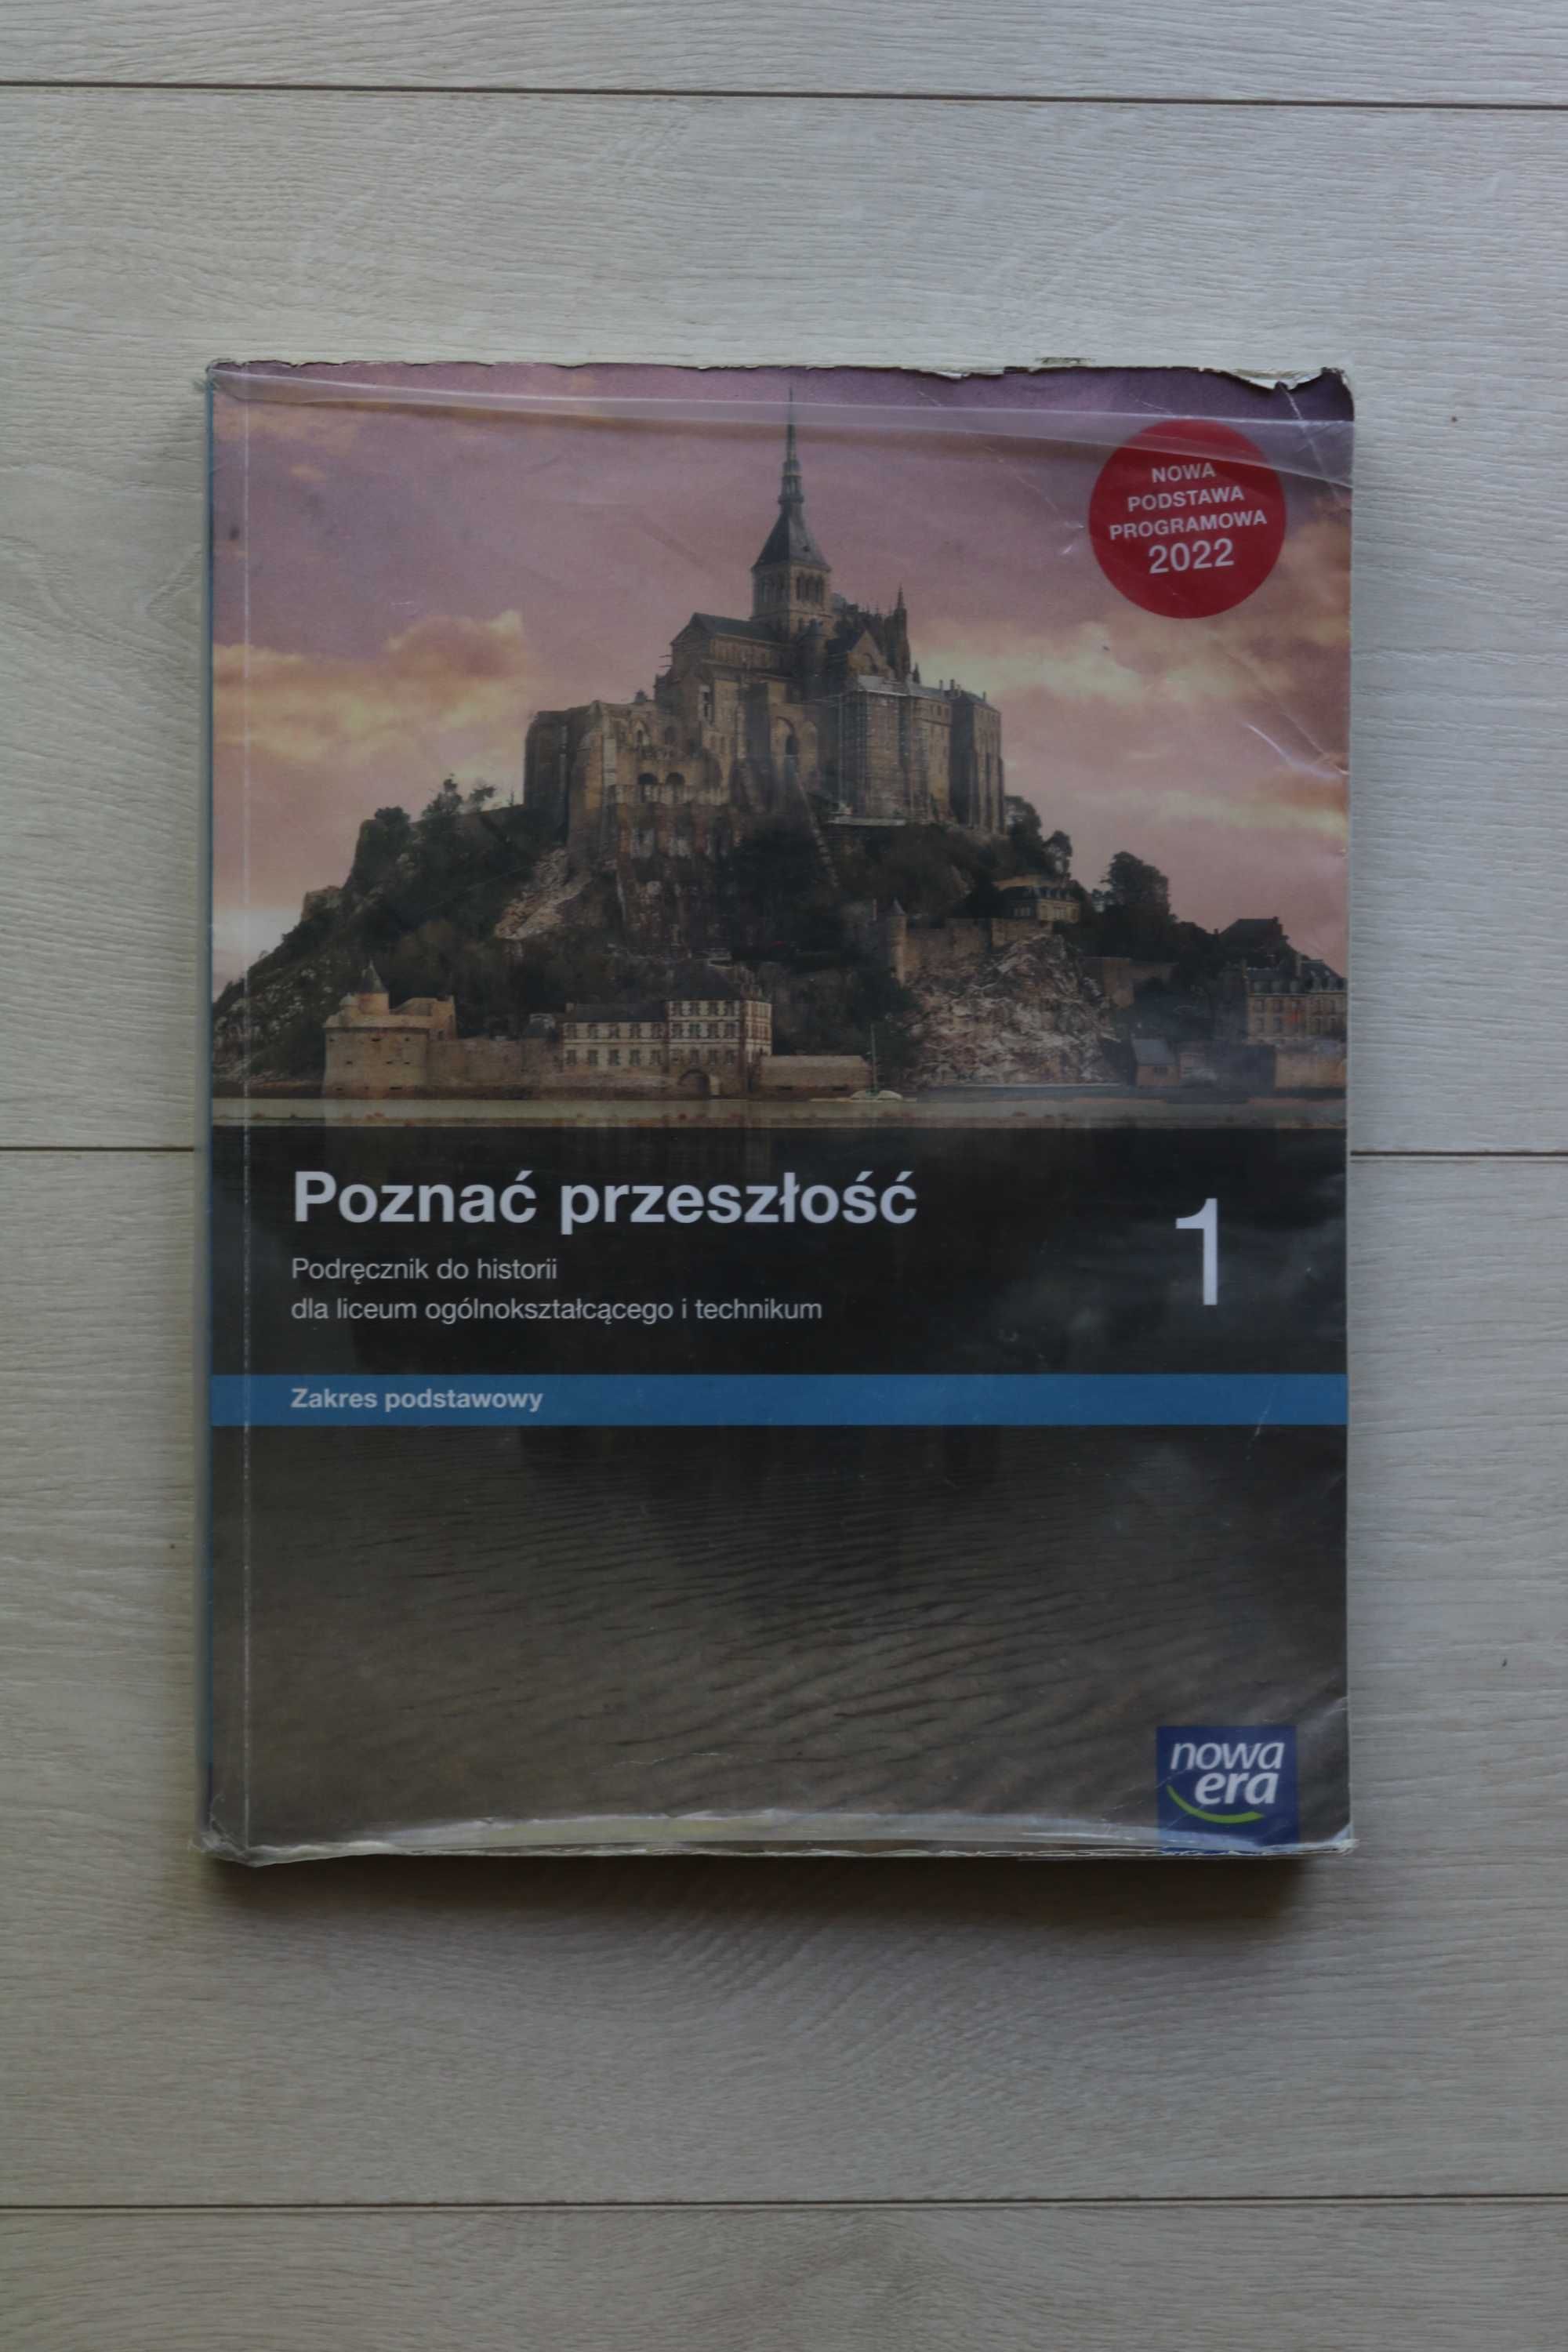 NOWA
PODSTAWA
PROGRAMOWA
2022
Poznać przeszłość
1
Podręcznik do historii
dla liceum ogólnokształcącego i technikum
Zakres podstawowy
nowa
era